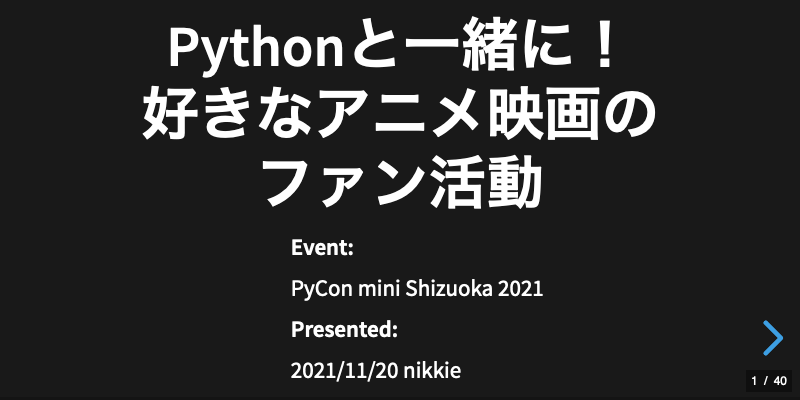 Pythonと一緒に！
好きなアニメ映画の
ファン活動
Event:
PyCon mini Shizuoka 2021
Presented:
2021/11/20 nikkie
1 / 40